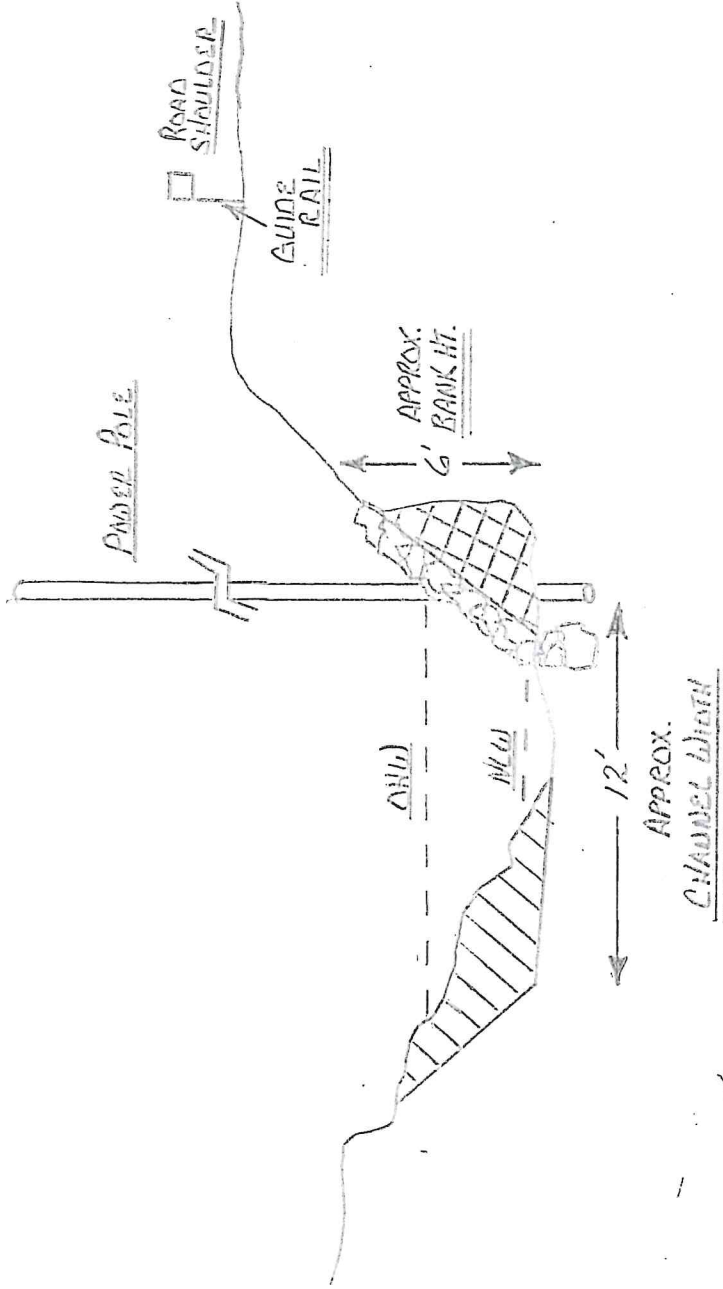 POWER POLE
ROAD
SHOULDER
GUIDE
RAIL
APPROX.
BANK HT.
6'
OHW
NLW
12'
APPROX.
CHANNEL WIDTH